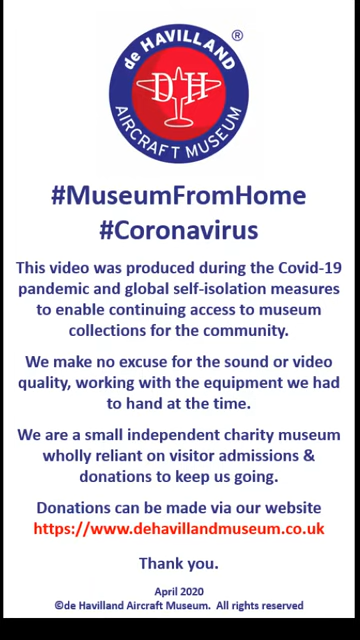 de HAVILLAND
®
D H
AIRCRAFT MUSEUM
#MuseumFromHome
#Coronavirus
This video was produced during the Covid-19
pandemic and global self-isolation measures
to enable continuing access to museum
collections for the community.
We make no excuse for the sound or video
quality, working with the equipment we had
to hand at the time.
We are a small independent charity museum
wholly reliant on visitor admissions &
donations to keep us going.
Donations can be made via our website
https://www.dehavillandmuseum.co.uk
Thank you.
April 2020
©de Havilland Aircraft Museum. All rights reserved